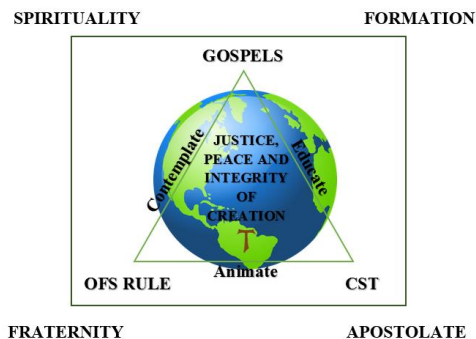 SPIRITUALITY FORMATION
GOSPELS
Contemplate
Educate
JUSTICE,
PEACE AND
INTEGRITY
OF
CREATION
Animate
OFS RULE CST
FRATERNITY APOSTOLATE